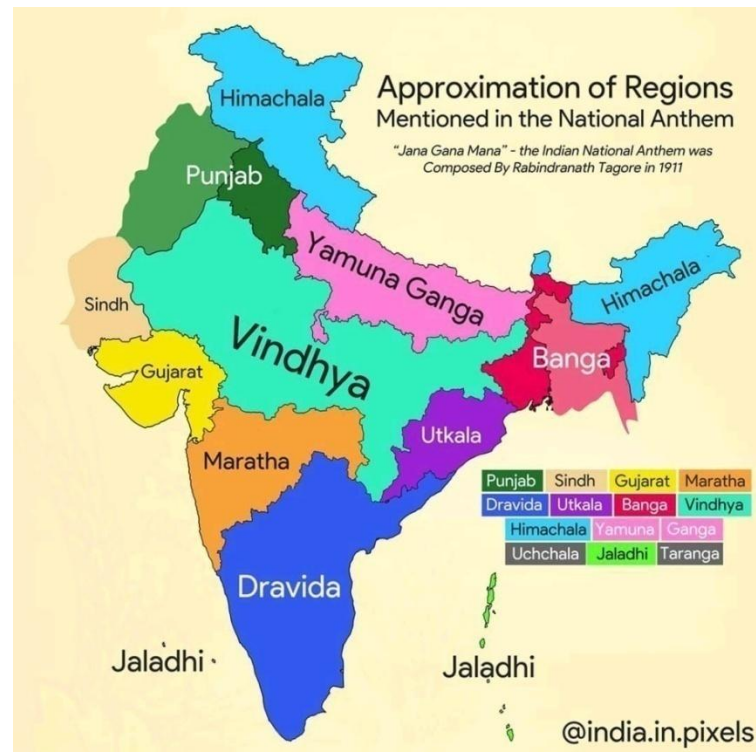 Approximation of Regions
Mentioned in the National Anthem
"Jana Gana Mana" - the Indian National Anthem was
Composed By Rabindranath Tagore in 1911
Himachala
Punjab
Yamuna Ganga
Himachala
Sindh
Vindhya
Banga
Gujarat
Utkala
Maratha
Punjab Sindh Gujarat Maratha
Dravida Utkala Banga Vindhya
Himachala Yamuna Ganga
Uchchala Jaladhi Taranga
Dravida
Jaladhi
Jaladhi
@india.in.pixels